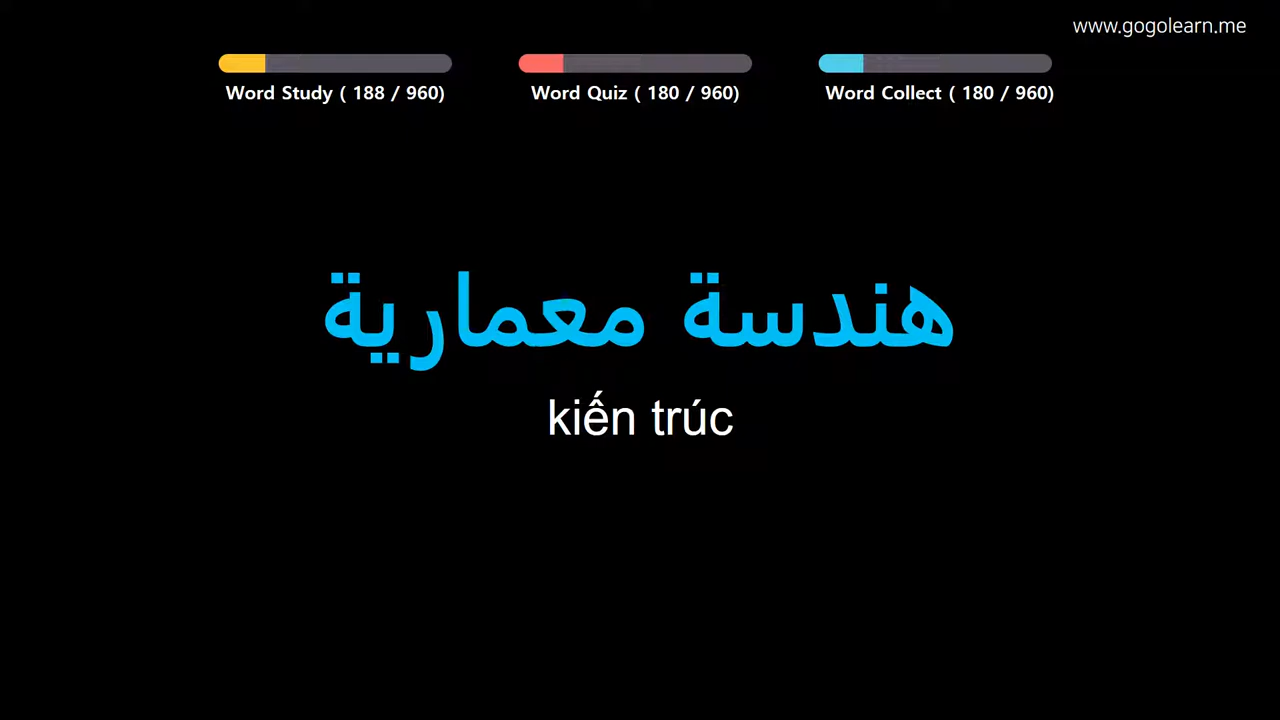 www.gogolearn.me
Word Study ( 188 / 960)
Word Quiz ( 180 / 960)
Word Collect ( 180 / 960)
هندسة معمارية
kiến trúc